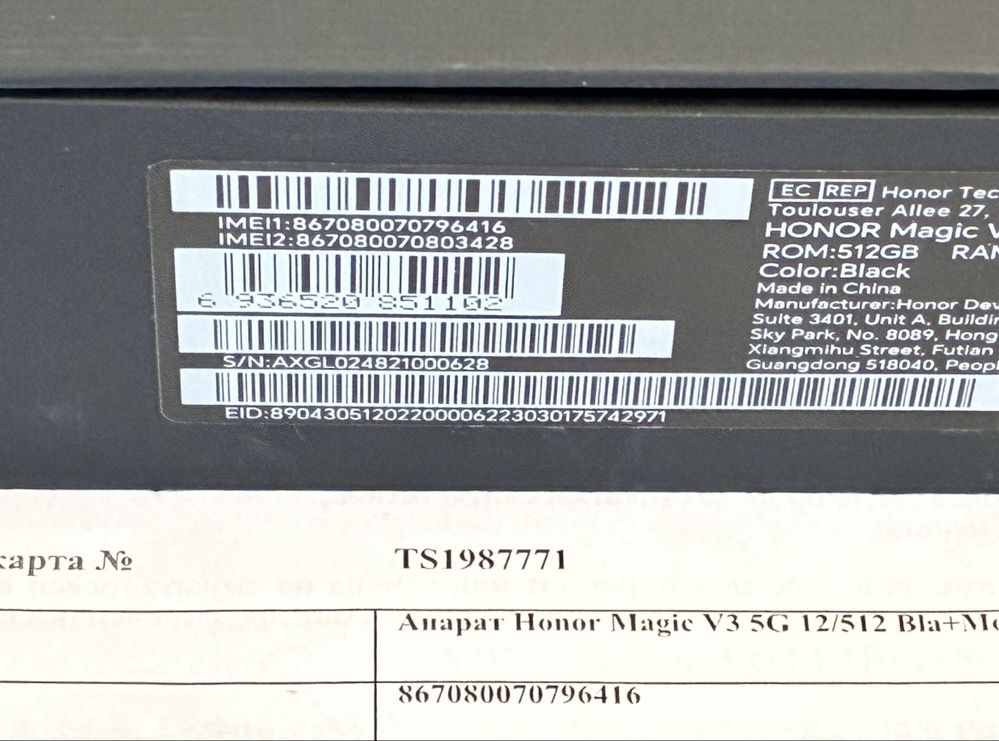 IMEI1:867080070796416
IMEI2:867080070803428
6 936520 851102
S/N:AXGL024821000628
EID:89043051202200006223030175742971
EC REP Honor Tec
Toulouser Allee 27,
HONOR Magic V
ROM:512GB RAM
Color:Black
Made in China
Manufacturer:Honor Dev
Suite 3401, Unit A, Buildin
Sky Park, No. 8089, Hong
Xiangmihu Street, Futian
Guangdong 518040, Peopl
карта № TS1987771
Апарат Honor Magic V3 5G 12/512 Bla+Mo
867080070796416